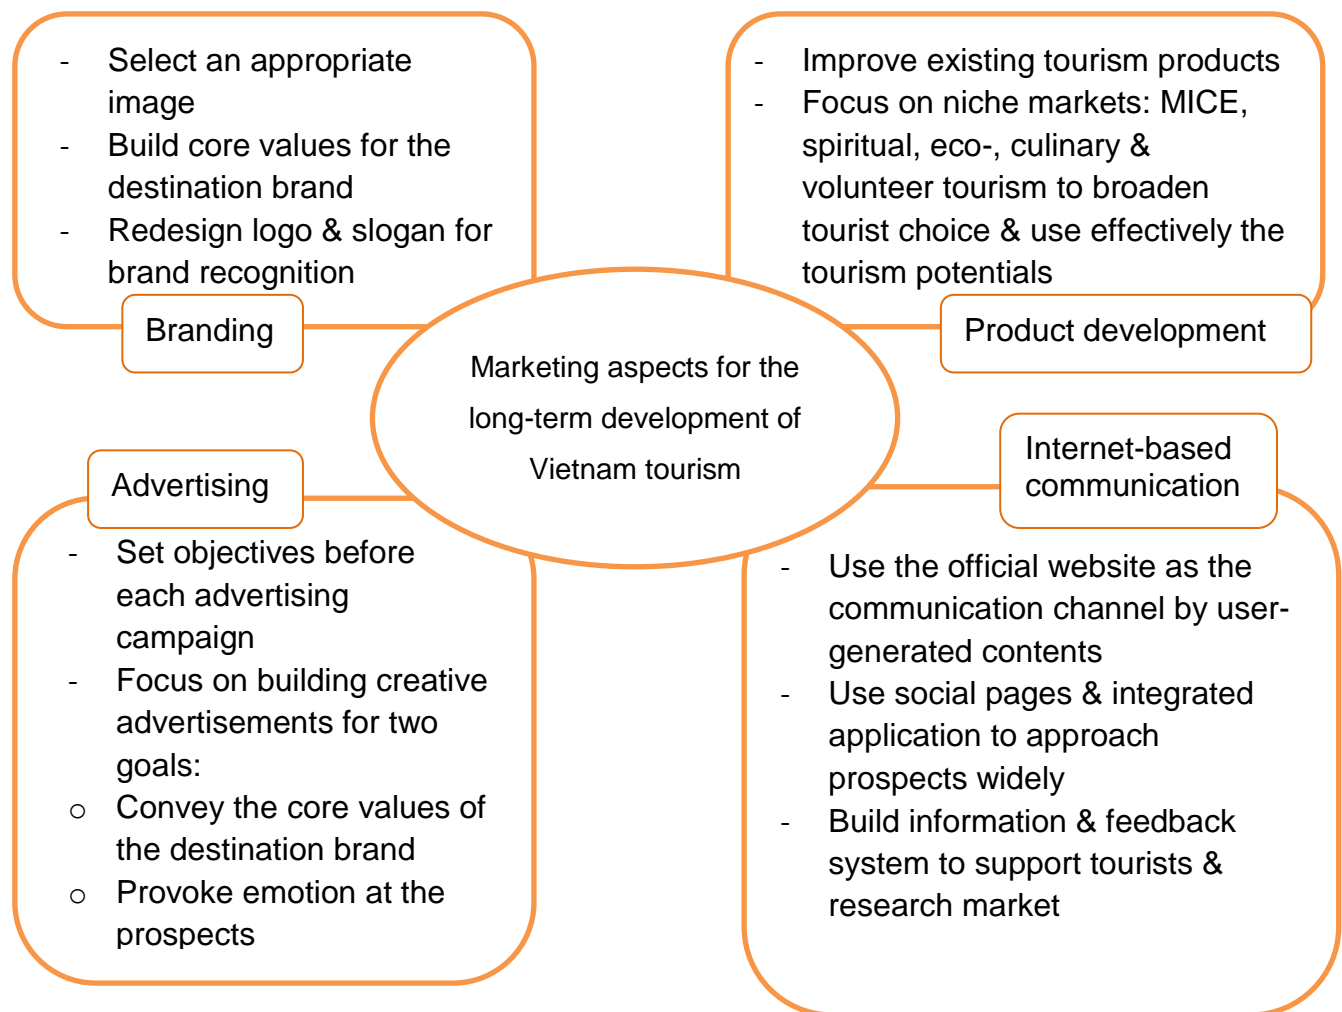 - Select an appropriate
image
- Build core values for the
destination brand
- Redesign logo & slogan for
brand recognition
Branding
- Improve existing tourism products
- Focus on niche markets: MICE,
spiritual, eco-, culinary &
volunteer tourism to broaden
tourist choice & use effectively the
tourism potentials
Product development
Marketing aspects for the
long-term development of
Vietnam tourism
Advertising
- Set objectives before
each advertising
campaign
- Focus on building creative
advertisements for two
goals:
o Convey the core values of
the destination brand
o Provoke emotion at the
prospects
Internet-based
communication
- Use the official website as the
communication channel by user-
generated contents
- Use social pages & integrated
application to approach
prospects widely
- Build information & feedback
system to support tourists &
research market